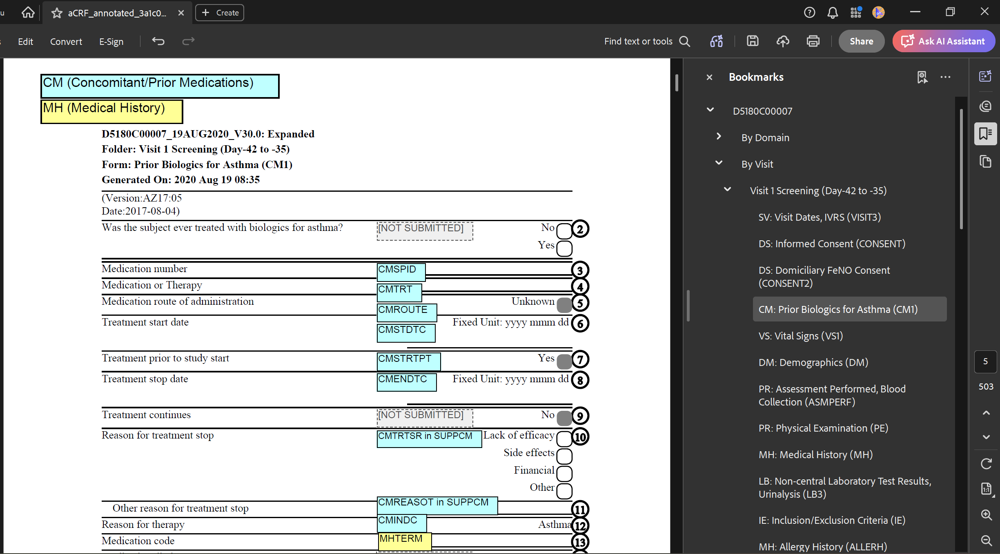 u
aCRF_annotated_3a1c0...
Create
Edit
Convert
E-Sign
Find text or tools
Share
Ask AI Assistant
CM (Concomitant/Prior Medications)
MH (Medical History)
D5180C00007_19AUG2020_V30.0: Expanded
Folder: Visit 1 Screening (Day-42 to -35)
Form: Prior Biologics for Asthma (CM1)
Generated On: 2020 Aug 19 08:35
(Version:AZ17:05
Date:2017-08-04)
Was the subject ever treated with biologics for asthma? [NOT SUBMITTED] No 2
Yes
Medication number CMSPID 3
Medication or Therapy CMTRT 4
Medication route of administration CMROUTE Unknown 5
Treatment start date CMSTDTC Fixed Unit: yyyy mmm dd 6
Treatment prior to study start CMSTRTPT Yes 7
Treatment stop date CMENDTC Fixed Unit: yyyy mmm dd 8
Treatment continues [NOT SUBMITTED] No 9
Reason for treatment stop CMTRTSR in SUPPCM Lack of efficacy 10
Side effects
Financial
Other
Other reason for treatment stop CMREASOT in SUPPCM 11
Reason for therapy CMINDC Asthma 12
Medication code MHTERM 13
Bookmarks
D5180C00007
By Domain
By Visit
Visit 1 Screening (Day-42 to -35)
SV: Visit Dates, IVRS (VISIT3)
DS: Informed Consent (CONSENT)
DS: Domiciliary FeNO Consent
(CONSENT2)
CM: Prior Biologics for Asthma (CM1)
VS: Vital Signs (VS1)
DM: Demographics (DM)
PR: Assessment Performed, Blood
Collection (ASMPERF)
PR: Physical Examination (PE)
MH: Medical History (MH)
LB: Non-central Laboratory Test Results,
Urinalysis (LB3)
IE: Inclusion/Exclusion Criteria (IE)
MH: Allergy History (ALLERH)
5
503
1:1